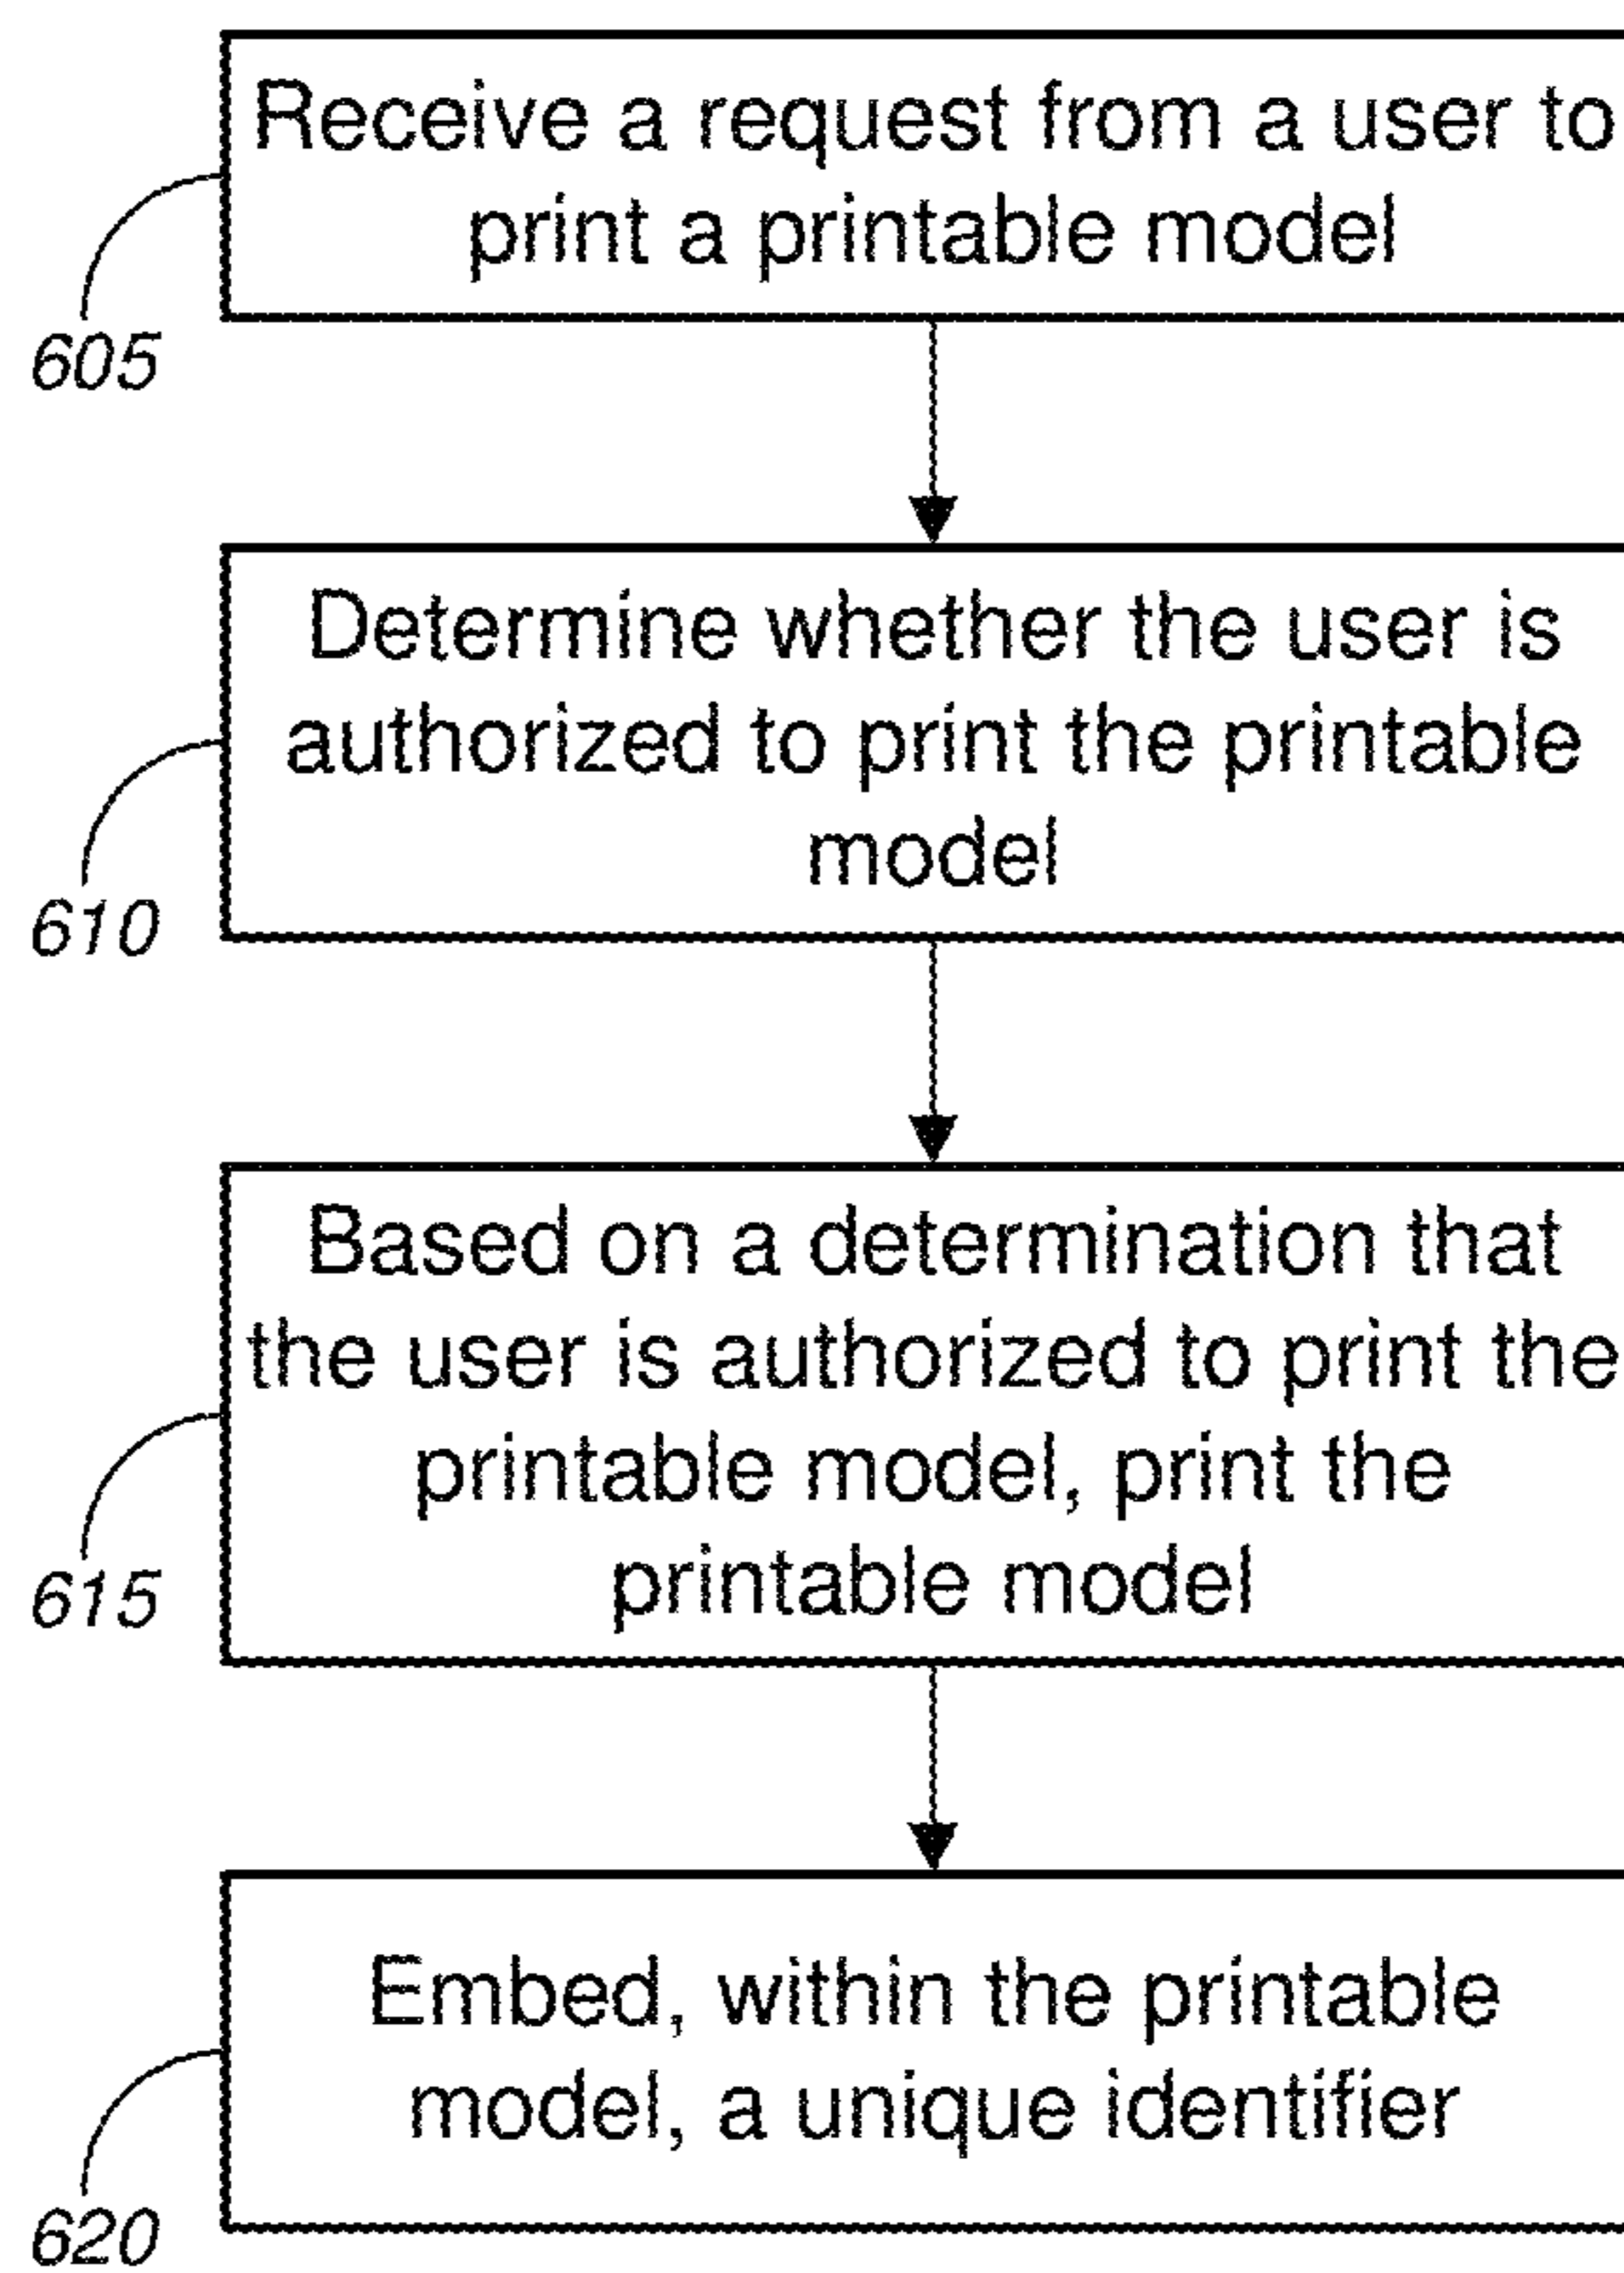 Receive a request from a user to
print a printable model
605
Determine whether the user is
authorized to print the printable
model
610
Based on a determination that
the user is authorized to print the
printable model, print the
printable model
615
Embed, within the printable
model, a unique identifier
620